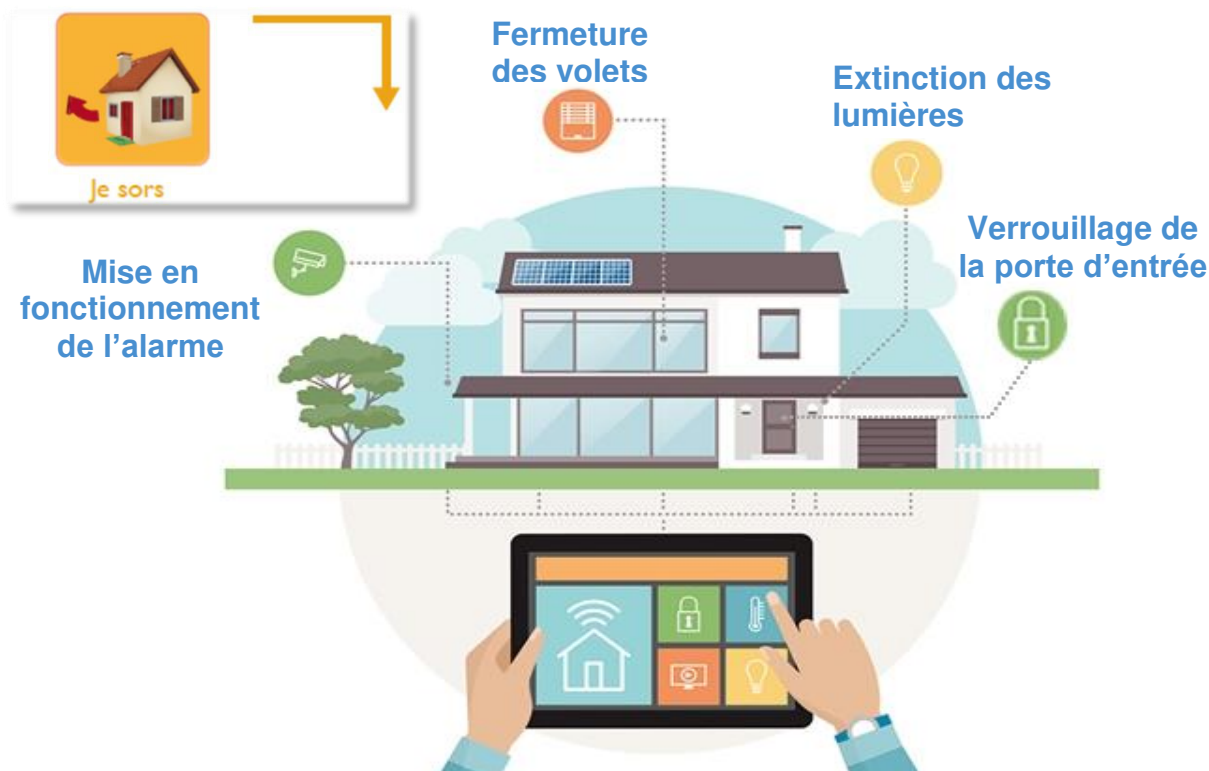 Je sors
Fermeture
des volets
Extinction des
lumières
Verrouillage de
la porte d’entrée
Mise en
fonctionnement
de l’alarme